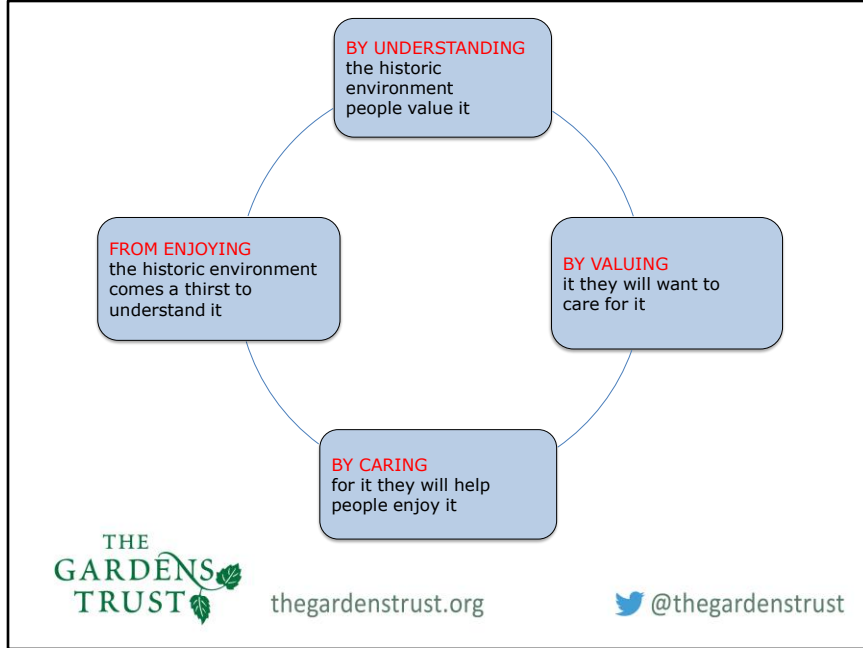 BY UNDERSTANDING
the historic
environment
people value it
FROM ENJOYING
the historic environment
comes a thirst to
understand it
BY VALUING
it they will want to
care for it
BY CARING
for it they will help
people enjoy it
THE
GARDENS
TRUST
thegardenstrust.org
@thegardenstrust